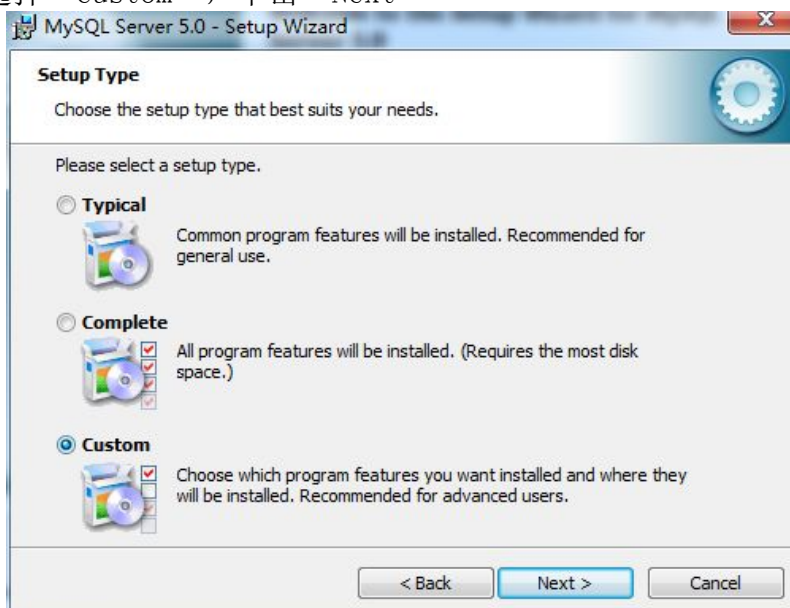 MySQL Server 5.0 - Setup Wizard
Setup Type
Choose the setup type that best suits your needs.
Please select a setup type.
Typical
Common program features will be installed. Recommended for
general use.
Complete
All program features will be installed. (Requires the most disk
space.)
Custom
Choose which program features you want installed and where they
will be installed. Recommended for advanced users.
< Back
Next >
Cancel